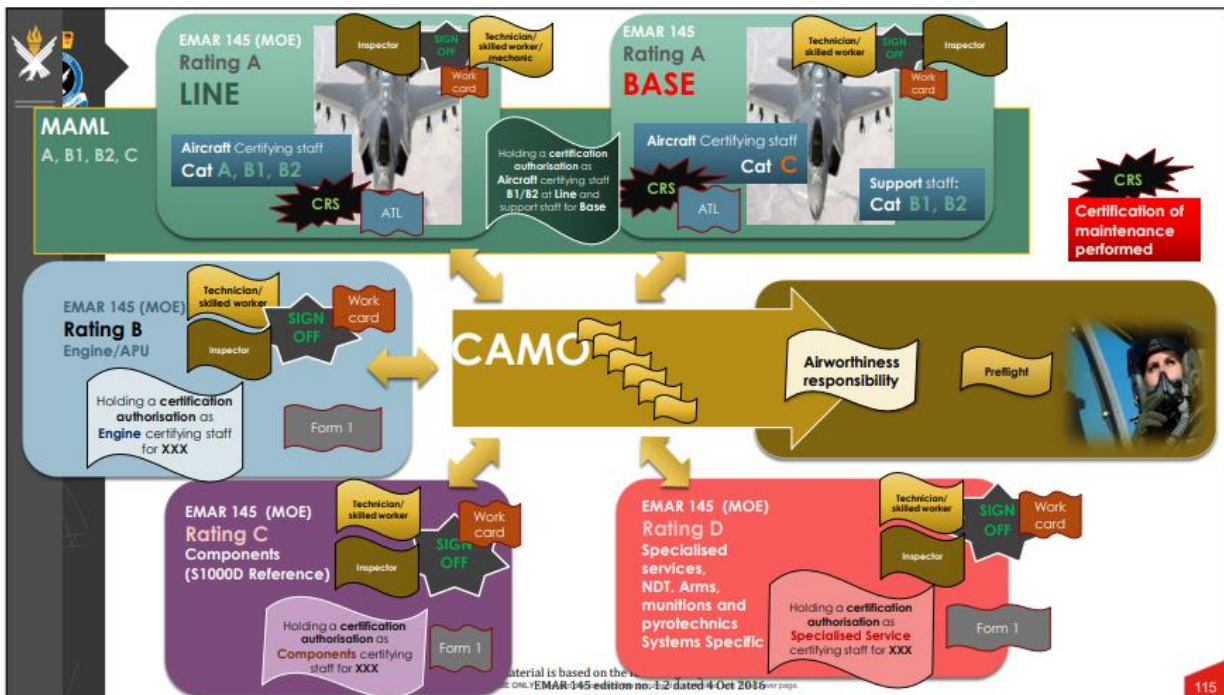 EMAR 145 (MOE)
Rating A
LINE
Inspector
SIGN
OFF
Technician/
skilled worker/
mechanic
Work
card
Aircraft Certifying staff
Cat A, B1, B2
CRS
ATL
EMAR 145
Rating A
BASE
Technician/
skilled worker
SIGN
OFF
Inspector
Work
card
Aircraft Certifying staff
Cat C
CRS
ATL
Support staff:
Cat B1, B2
MAML
A, B1, B2, C
Holding a certification
authorisation as
Aircraft certifying staff
B1/B2 at Line and
support staff for Base
CRS
Certification of
maintenance
performed
EMAR 145 (MOE)
Rating B
Engine/APU
Technician/
skilled worker
Inspector
SIGN
OFF
Work
card
Holding a certification
authorisation as
Engine certifying staff
for XXX
Form 1
CAMO
Airworthiness
responsibility
Preflight
EMAR 145 (MOE)
Rating C
Components
(S1000D Reference)
Technician/
skilled worker
Inspector
SIGN
OFF
Work
card
Holding a certification
authorisation as
Components certifying
staff for XXX
Form 1
EMAR 145 (MOE)
Rating D
Specialised
services,
NDT. Arms,
munitions and
pyrotechnics
Systems Specific
Technician/
skilled worker
Inspector
SIGN
OFF
Work
card
Holding a certification
authorisation as
Specialised Service
certifying staff for XXX
Form 1
aterial is based on the
EMAR 145 edition no. 1.2 dated 4 Oct 2016
115